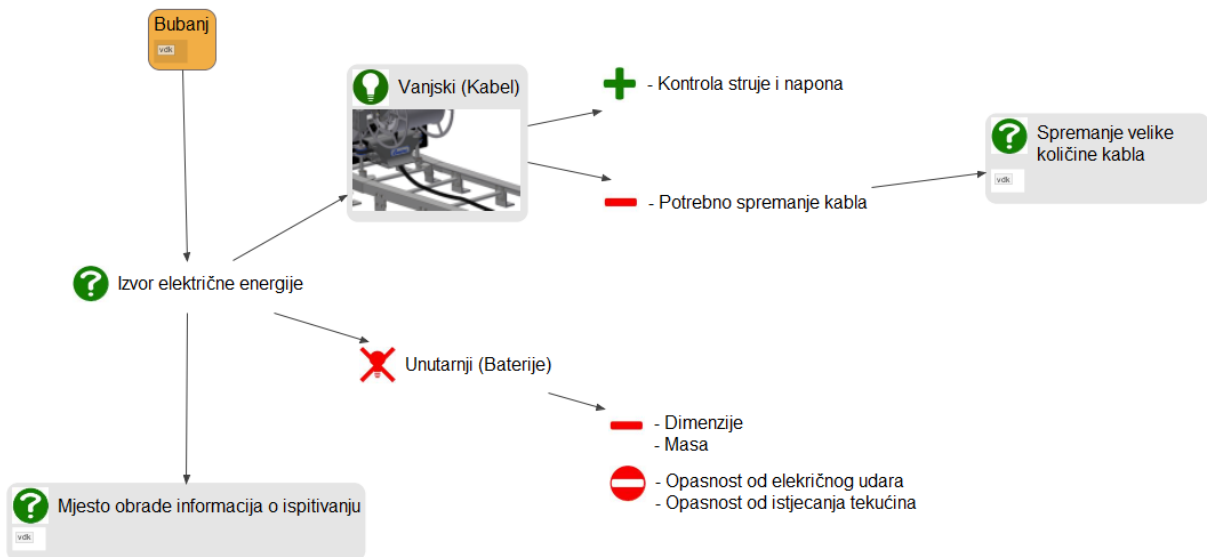 Bubanj
vdk
Vanjski (Kabel)
- Kontrola struje i napona
- Potrebno spremanje kabla
Spremanje velike
količine kabla
vdk
Izvor električne energije
Unutarnji (Baterije)
- Dimenzije
- Masa
- Opasnost od elekričnog udara
- Opasnost od istjecanja tekućina
Mjesto obrade informacija o ispitivanju
vdk